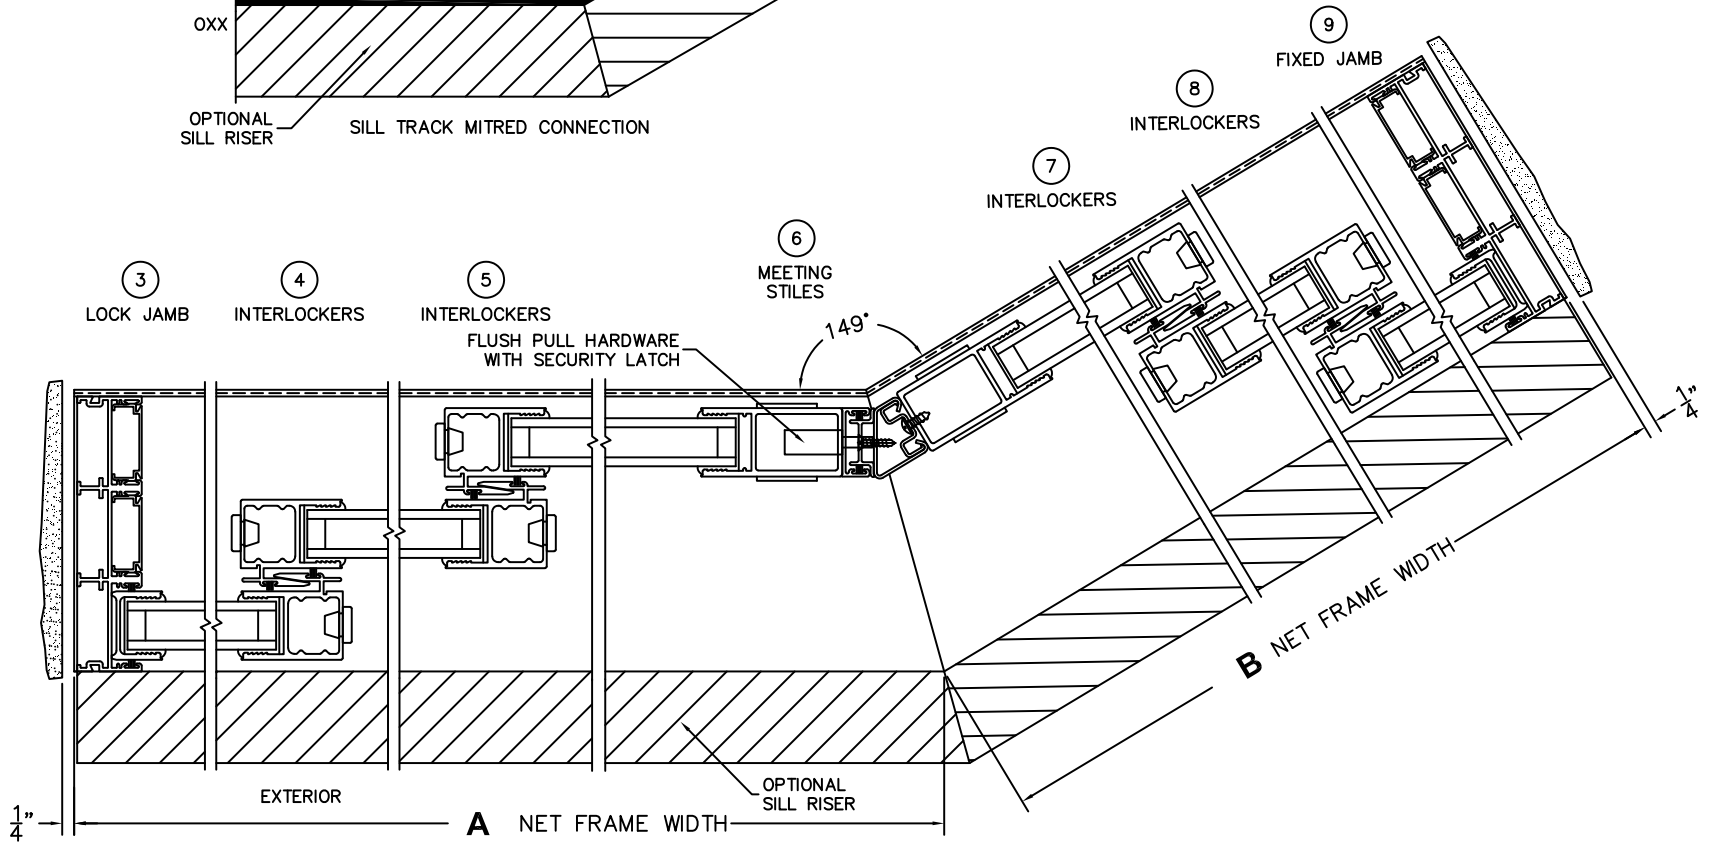 OXX
OPTIONAL
SILL RISER
SILL TRACK MITRED CONNECTION
9
FIXED JAMB
8
INTERLOCKERS
7
INTERLOCKERS
6
MEETING
STILES
3
LOCK JAMB
4
INTERLOCKERS
5
INTERLOCKERS
FLUSH PULL HARDWARE
WITH SECURITY LATCH
149°
1/4"
B NET FRAME WIDTH
EXTERIOR
OPTIONAL
SILL RISER
1/4"
A NET FRAME WIDTH